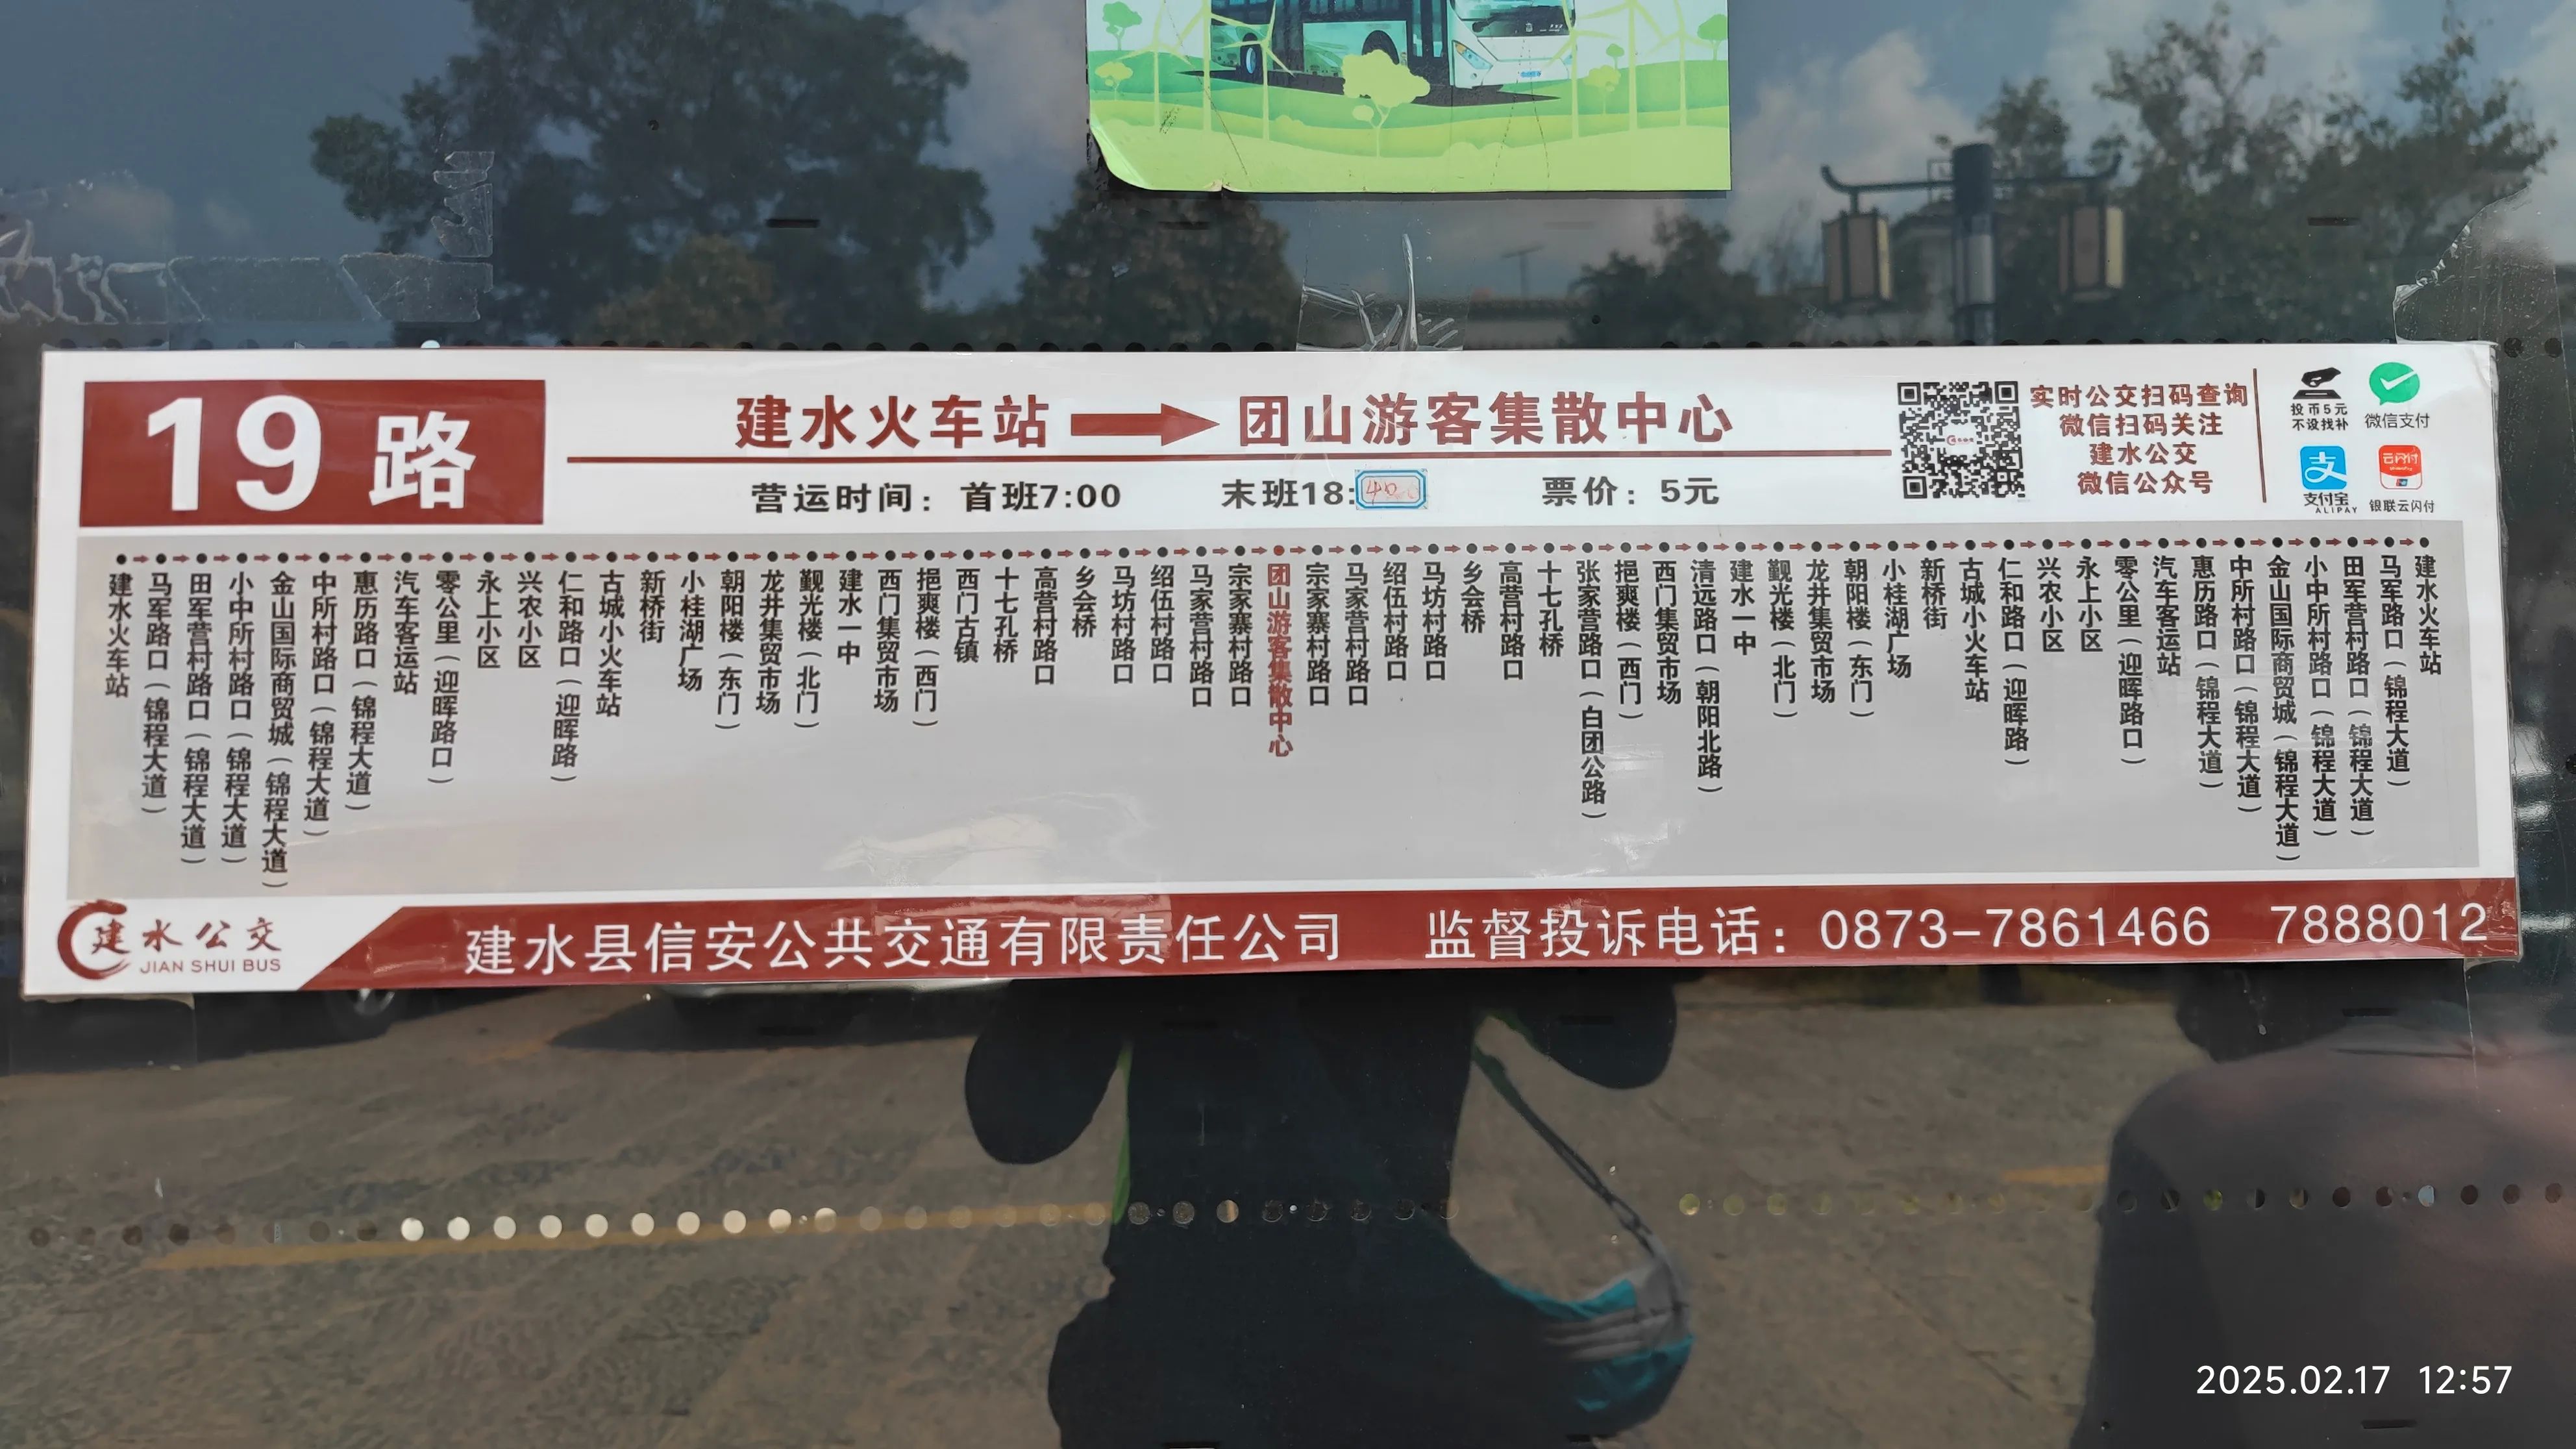 19 路
建水火车站
团山游客集散中心
营运时间：首班7:00
末班18:40
票价：5元
实时公交扫码查询
微信扫码关注
建水公交
微信公众号
投币5元
不设找补
微信支付
支付宝
ALIPAY
云闪付
银联云闪付
建水火车站
马军路口（锦程大道）
田军营村路口（锦程大道）
小中所村路口（锦程大道）
金山国际商贸城（锦程大道）
中所村路口（锦程大道）
惠历路口（锦程大道）
汽车客运站
零公里（迎晖路口）
永上小区
兴农小区
仁和路口（迎晖路）
古城小火车站
新桥街
小桂湖广场
朝阳楼（东门）
龙井集贸市场
觐光楼（北门）
建水一中
西门集贸市场
挹爽楼（西门）
西门古镇
十七孔桥
高营村路口
乡会桥
马坊村路口
绍伍村路口
马家营村路口
宗家寨村路口
团山游客集散中心
宗家寨村路口
马家营村路口
绍伍村路口
马坊村路口
乡会桥
高营村路口
十七孔桥
张家营路口（白团公路）
挹爽楼（西门）
西门集贸市场
清远路口（朝阳北路）
建水一中
觐光楼（北门）
龙井集贸市场
朝阳楼（东门）
小桂湖广场
新桥街
古城小火车站
仁和路口（迎晖路）
兴农小区
永上小区
零公里（迎晖路口）
汽车客运站
惠历路口（锦程大道）
中所村路口（锦程大道）
金山国际商贸城（锦程大道）
小中所村路口（锦程大道）
田军营村路口（锦程大道）
马军路口（锦程大道）
建水火车站
建水公交
JIAN SHUI BUS
建水县信安公共交通有限责任公司 监督投诉电话：0873-7861466 7888012
2025.02.17 12:57